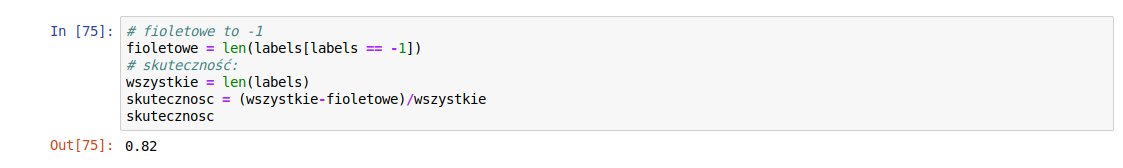 In [75]: # fioletowe to -1
fioletowe = len(labels[labels == -1])
# skuteczność:
wszystkie = len(labels)
skutecznosc = (wszystkie-fioletowe)/wszystkie
skutecznosc
Out[75]: 0.82